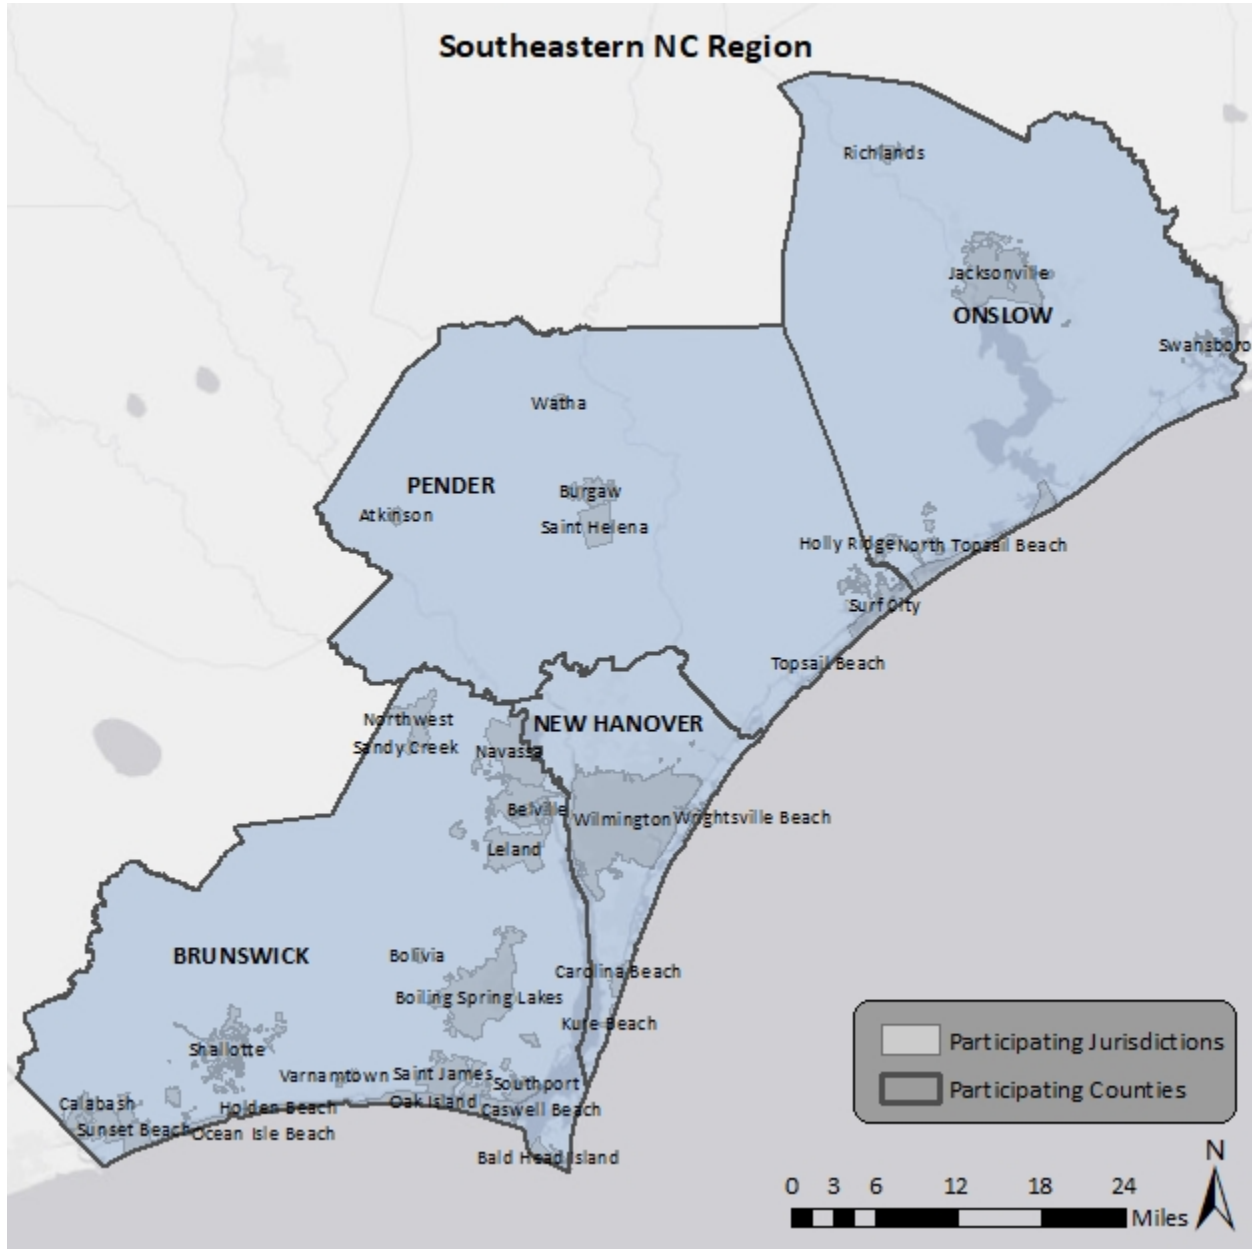 Southeastern NC Region
Richlands
Jacksonville
ONSLOW
Swansboro
Watha
PENDER
Burgaw
Atkinson
Saint Helena
Holly Ridge
North Topsail Beach
Surf City
Topsail Beach
Northwest
NEW HANOVER
Sandy Creek
Navassa
Belville
Wilmington
Wrightsville Beach
Leland
BRUNSWICK
Bolivia
Carolina Beach
Boiling Spring Lakes
Kure Beach
Shallotte
Varnamtown
Saint James
Southport
Calabash
Holden Beach
Oak Island
Caswell Beach
Sunset Beach
Ocean Isle Beach
Bald Head Island
Participating Jurisdictions
Participating Counties
N
0 3 6 12 18 24
Miles